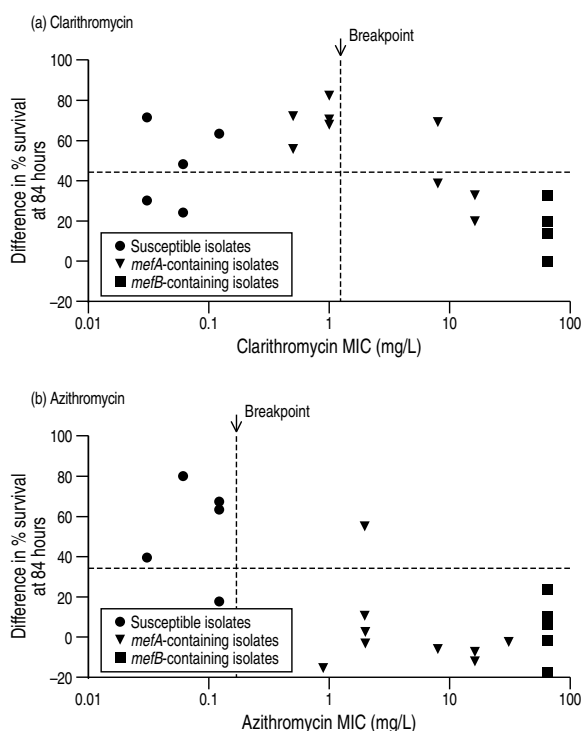 (a) Clarithromycin
Breakpoint
100
80
60
40
20
0
–20
Difference in % survival
at 84 hours
Susceptible isolates
mefA-containing isolates
mefB-containing isolates
0.01 0.1 1 10 100
Clarithromycin MIC (mg/L)
(b) Azithromycin
Breakpoint
100
80
60
40
20
0
–20
Difference in % survival
at 84 hours
Susceptible isolates
mefA-containing isolates
mefB-containing isolates
0.01 0.1 1 10 100
Azithromycin MIC (mg/L)